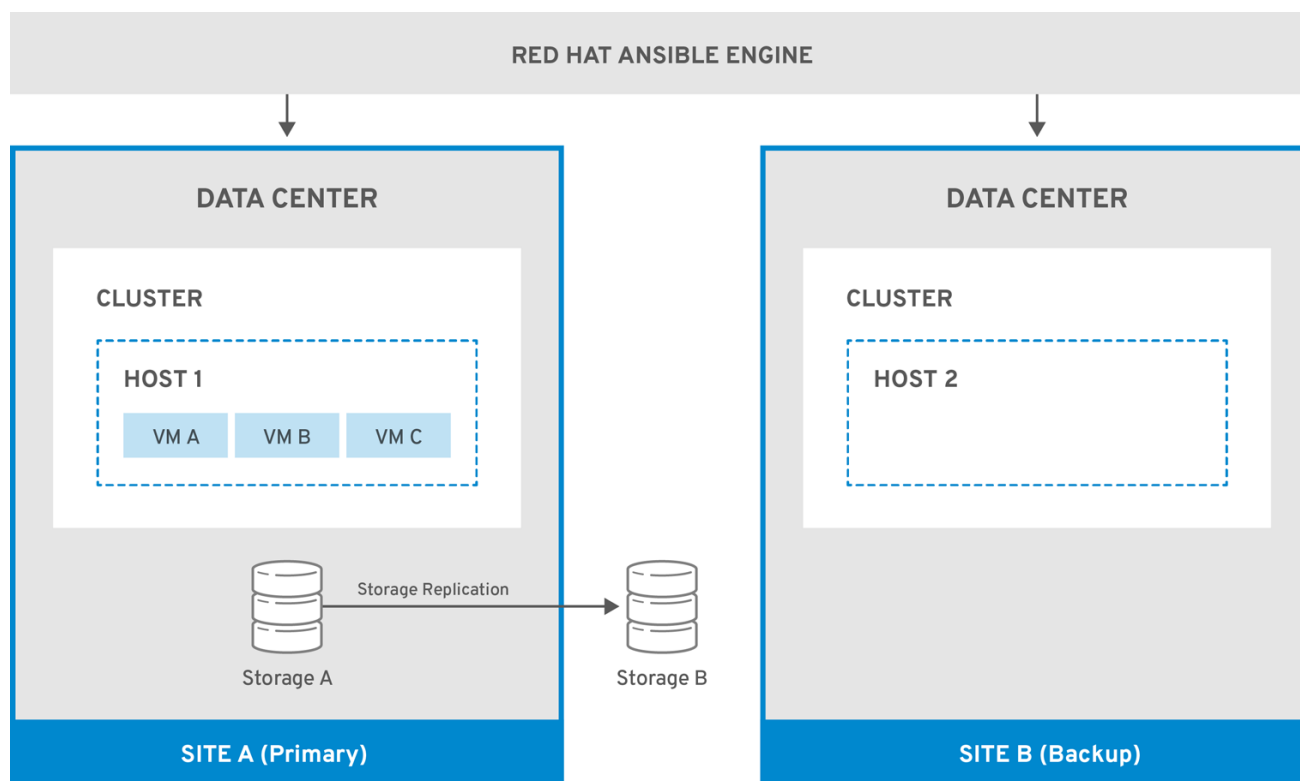 RED HAT ANSIBLE ENGINE
DATA CENTER
CLUSTER
HOST 1
VM A
VM B
VM C
Storage A
Storage Replication
Storage B
SITE A (Primary)
DATA CENTER
CLUSTER
HOST 2
SITE B (Backup)